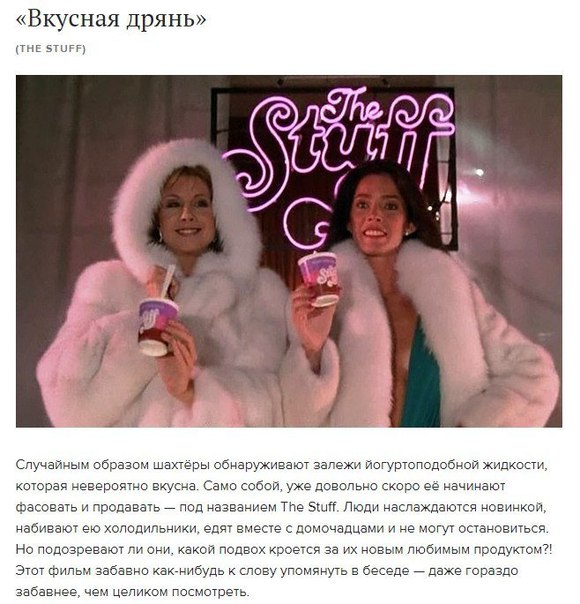 «Вкусная дрянь»
(THE STUFF)
The
Stuff
Stuff
Случайным образом шахтёры обнаруживают залежи йогуртоподобной жидкости,
которая невероятно вкусна. Само собой, уже довольно скоро её начинают
фасовать и продавать — под названием The Stuff. Люди наслаждаются новинкой,
набивают ею холодильники, едят вместе с домочадцами и не могут остановиться.
Но подозревают ли они, какой подвох кроется за их новым любимым продуктом?!
Этот фильм забавно как-нибудь к слову упомянуть в беседе — даже гораздо
забавнее, чем целиком посмотреть.